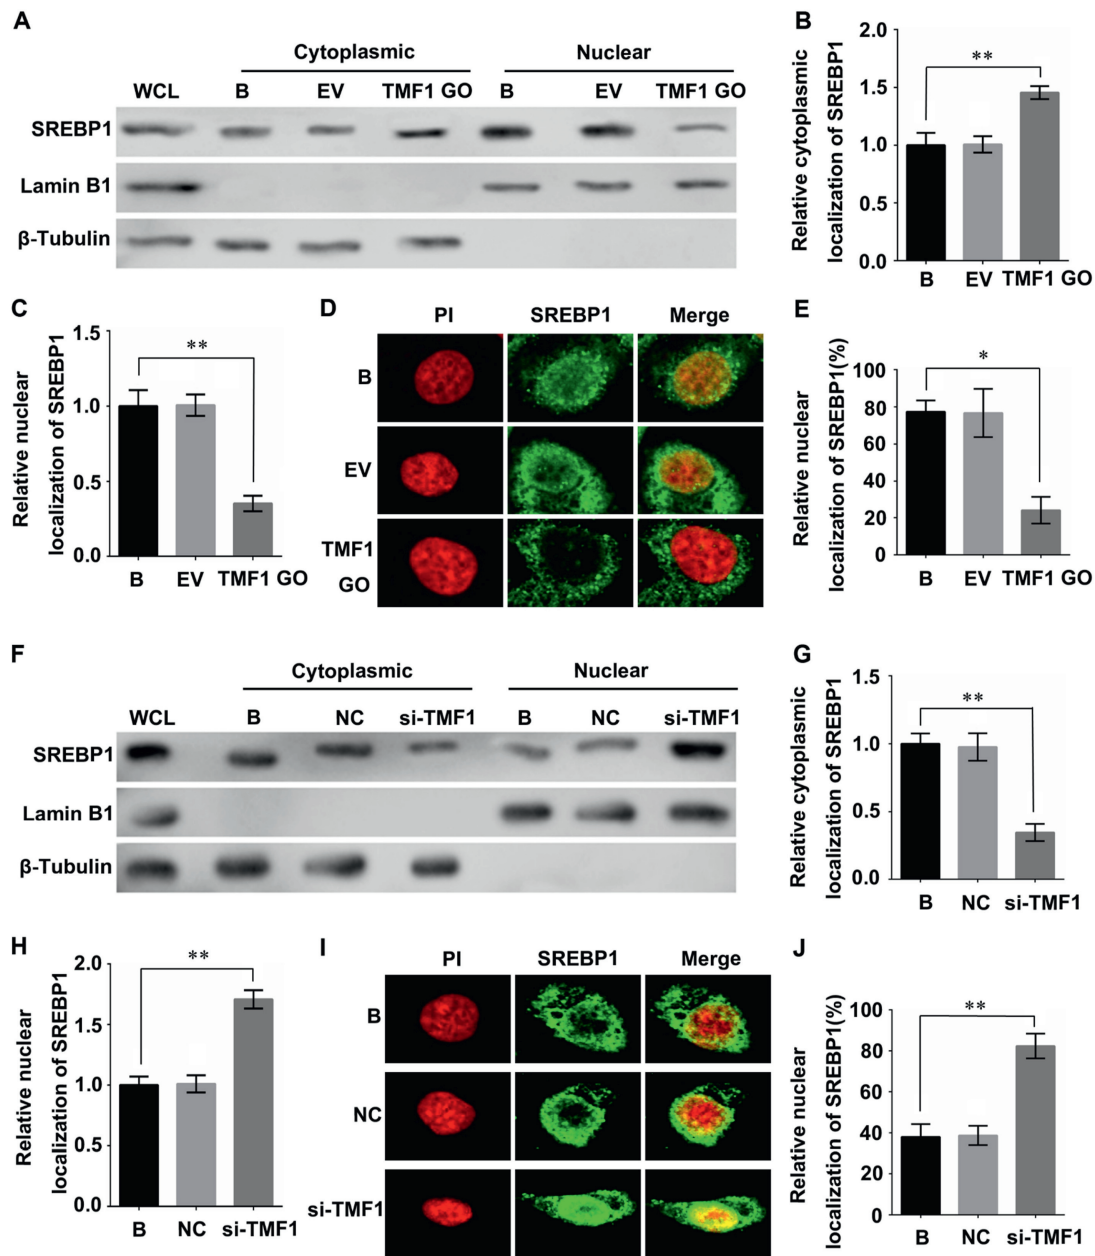 A
Cytoplasmic
Nuclear
WCL
B
EV
TMF1 GO
B
EV
TMF1 GO
SREBP1
Lamin B1
β-Tubulin
B
Relative cytoplasmic
localization of SREBP1
2.0
1.5
1.0
0.5
0.0
**
B
EV
TMF1 GO
C
Relative nuclear
localization of SREBP1
1.5
1.0
0.5
0.0
**
B
EV
TMF1 GO
D
PI
SREBP1
Merge
B
EV
TMF1
GO
E
Relative nuclear
localization of SREBP1(%)
100
80
60
40
20
0
*
B
EV
TMF1 GO
F
Cytoplasmic
Nuclear
WCL
B
NC
si-TMF1
B
NC
si-TMF1
SREBP1
Lamin B1
β-Tubulin
G
Relative cytoplasmic
localization of SREBP1
1.5
1.0
0.5
0.0
**
B
NC
si-TMF1
H
Relative nuclear
localization of SREBP1
2.0
1.5
1.0
0.5
0.0
**
B
NC
si-TMF1
I
PI
SREBP1
Merge
B
NC
si-TMF1
J
Relative nuclear
localization of SREBP1(%)
100
80
60
40
20
0
**
B
NC
si-TMF1